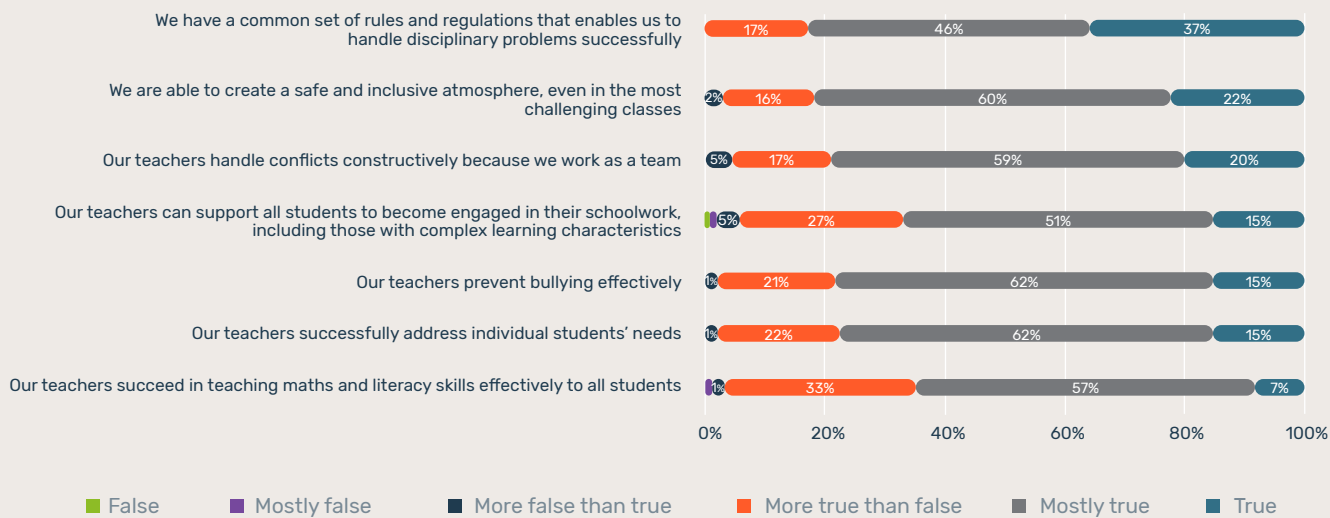 We have a common set of rules and regulations that enables us to
handle disciplinary problems successfully
17% 46% 37%
We are able to create a safe and inclusive atmosphere, even in the most
challenging classes
2% 16% 60% 22%
Our teachers handle conflicts constructively because we work as a team
5% 17% 59% 20%
Our teachers can support all students to become engaged in their schoolwork,
including those with complex learning characteristics
5% 27% 51% 15%
Our teachers prevent bullying effectively
1% 21% 62% 15%
Our teachers successfully address individual students’ needs
1% 22% 62% 15%
Our teachers succeed in teaching maths and literacy skills effectively to all students
1% 33% 57% 7%
0% 20% 40% 60% 80% 100%
False Mostly false More false than true More true than false Mostly true True